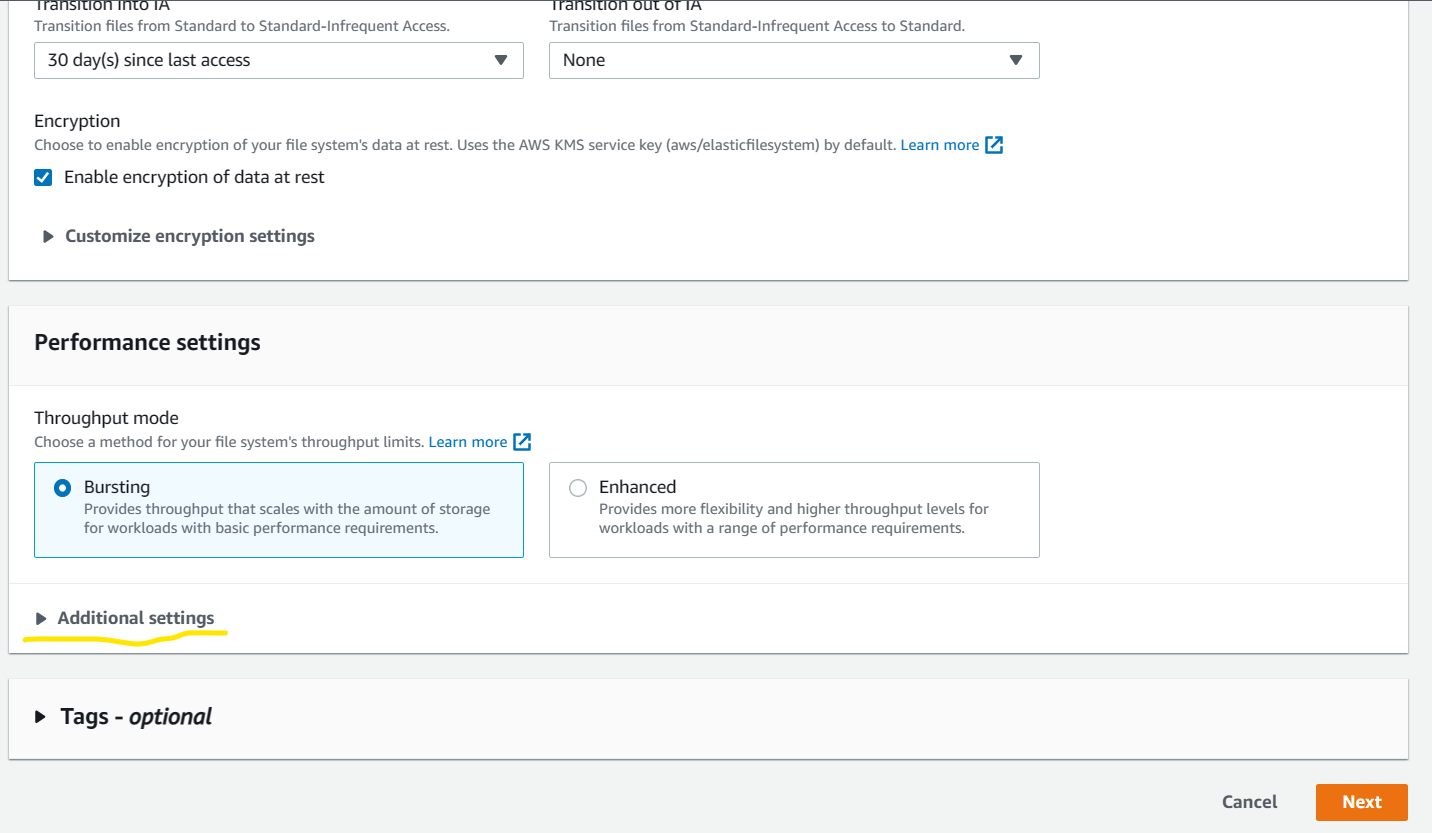 Transition into IA
Transition out of IA
Transition files from Standard to Standard-Infrequent Access.
Transition files from Standard-Infrequent Access to Standard.
30 day(s) since last access
None
Encryption
Choose to enable encryption of your file system's data at rest. Uses the AWS KMS service key (aws/elasticfilesystem) by default. Learn more
Enable encryption of data at rest
Customize encryption settings
Performance settings
Throughput mode
Choose a method for your file system's throughput limits. Learn more
Bursting
Provides throughput that scales with the amount of storage
for workloads with basic performance requirements.
Enhanced
Provides more flexibility and higher throughput levels for
workloads with a range of performance requirements.
Additional settings
Tags - optional
Cancel
Next